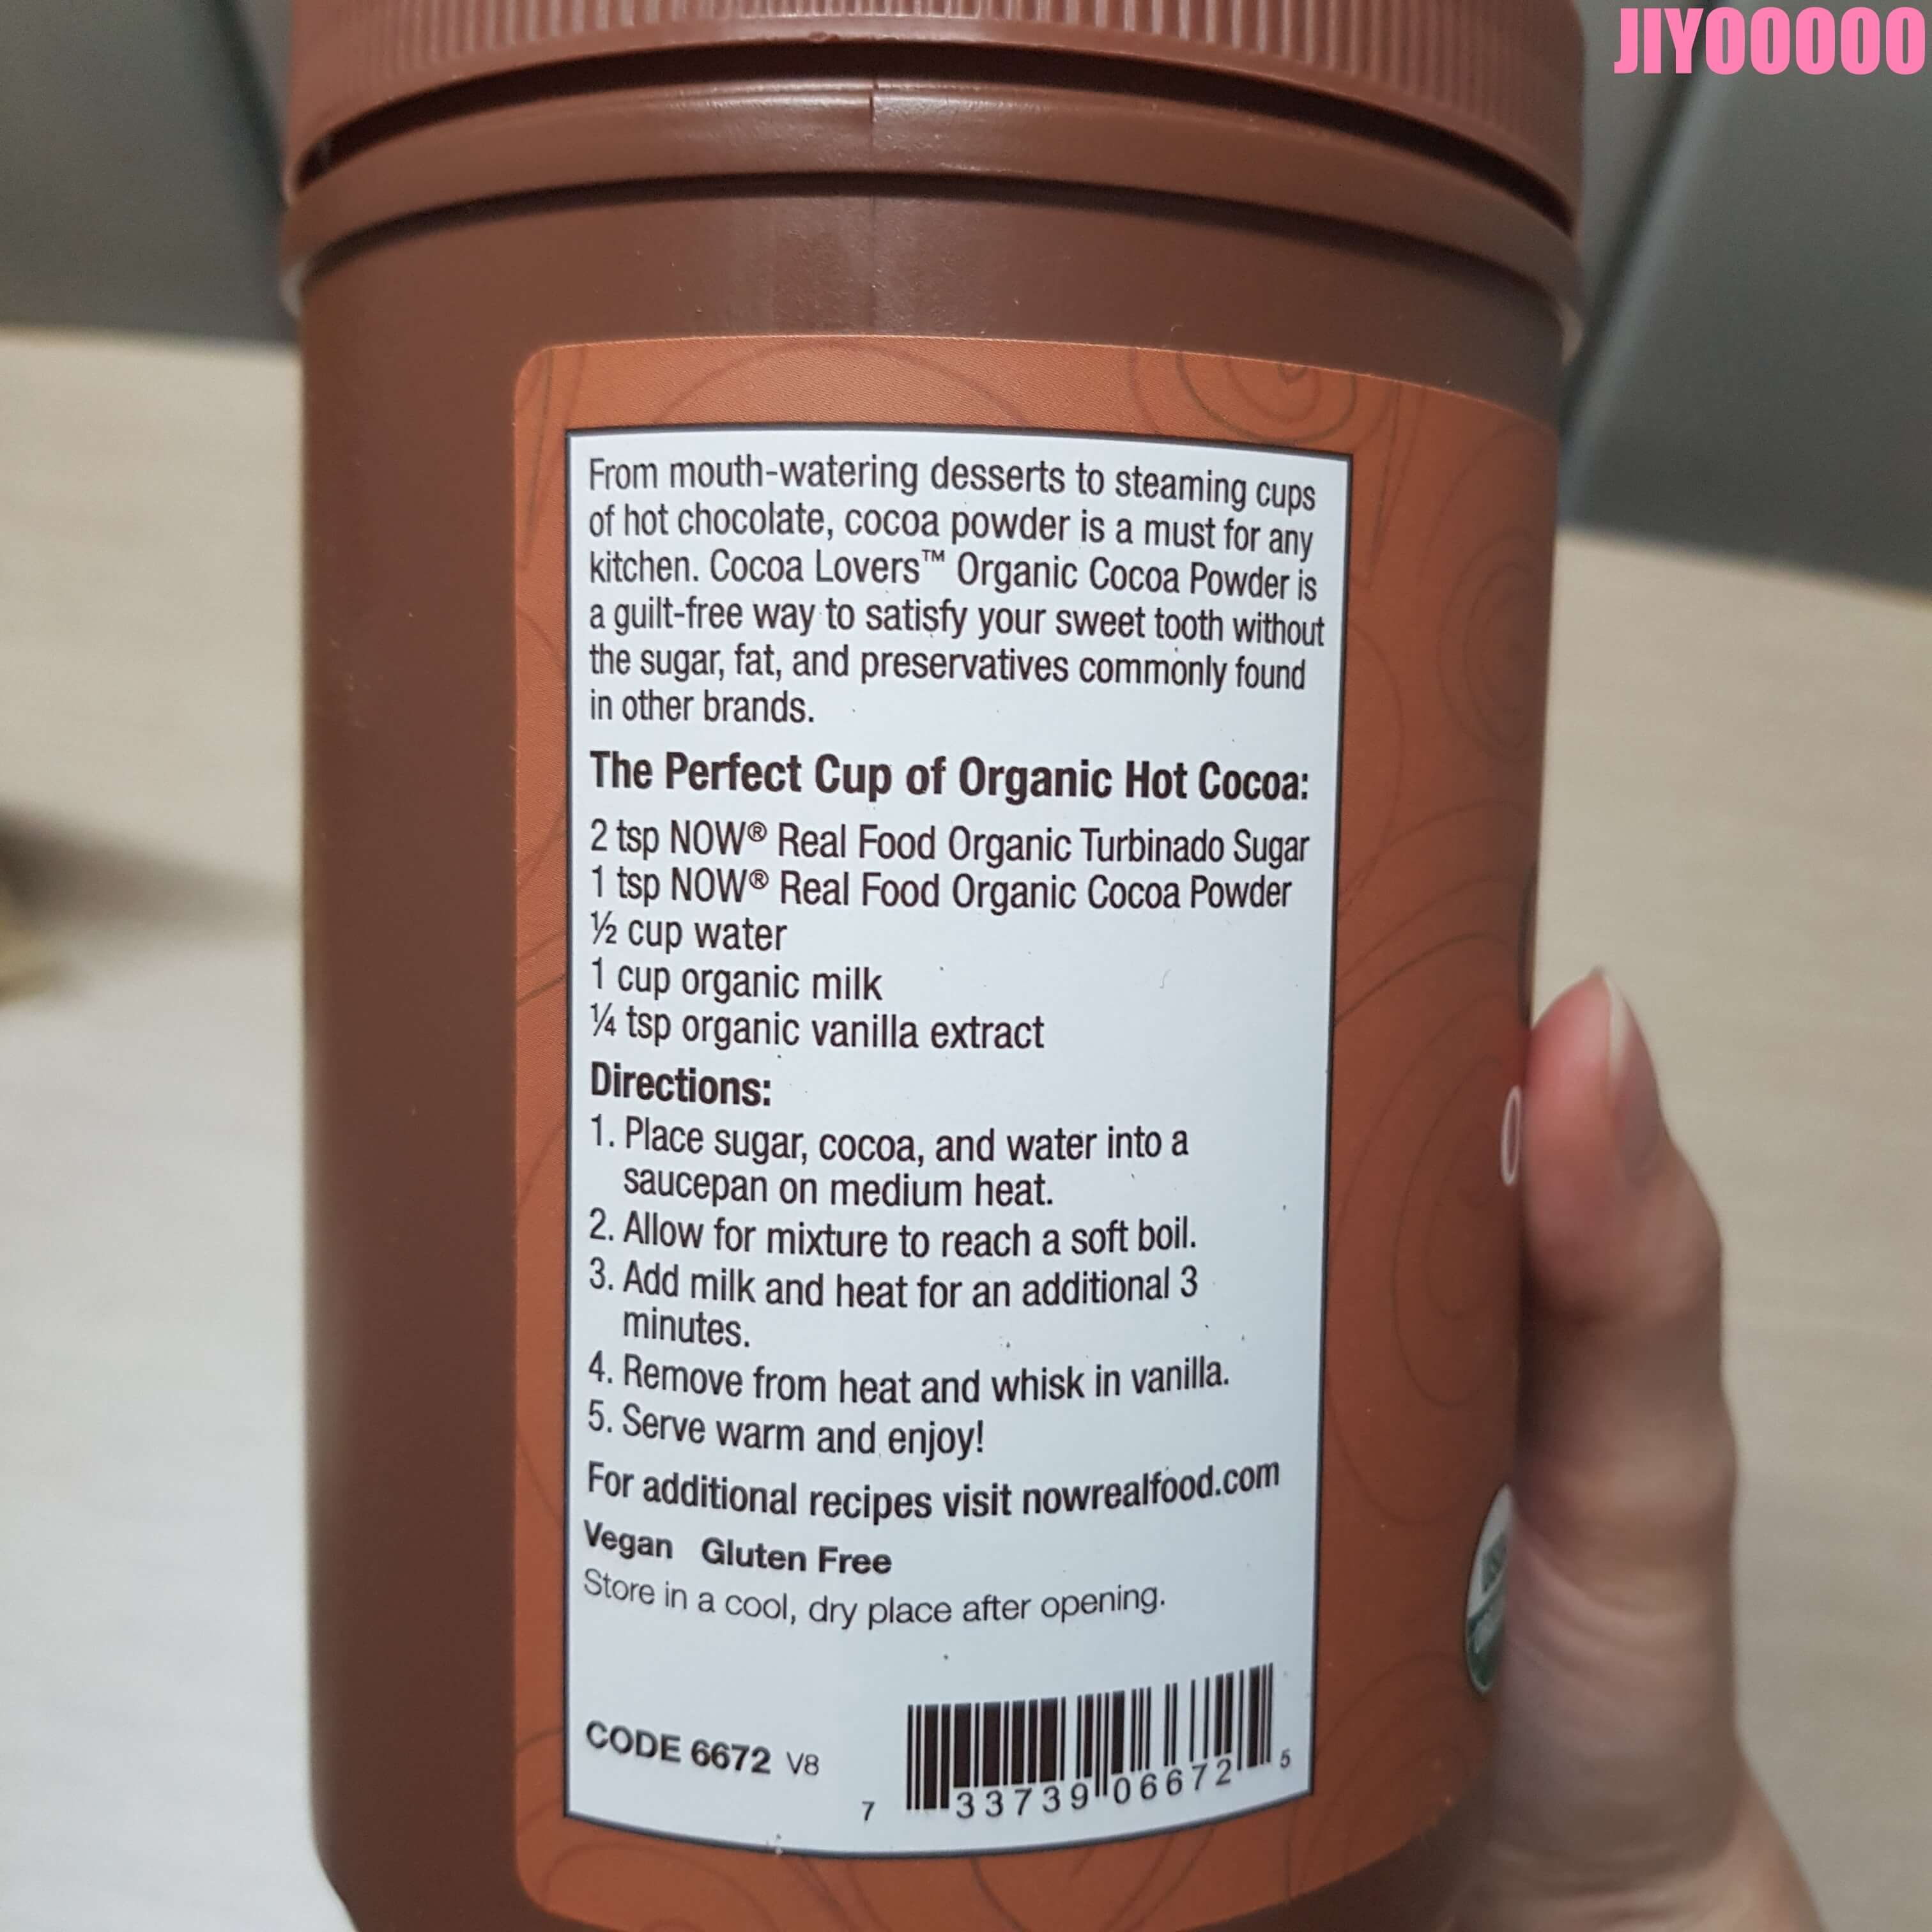 JIYOOOOO
From mouth-watering desserts to steaming cups
of hot chocolate, cocoa powder is a must for any
kitchen. Cocoa Lovers™ Organic Cocoa Powder is
a guilt-free way to satisfy your sweet tooth without
the sugar, fat, and preservatives commonly found
in other brands.
The Perfect Cup of Organic Hot Cocoa:
2 tsp NOW® Real Food Organic Turbinado Sugar
1 tsp NOW® Real Food Organic Cocoa Powder
½ cup water
1 cup organic milk
¼ tsp organic vanilla extract
Directions:
1. Place sugar, cocoa, and water into a
saucepan on medium heat.
2. Allow for mixture to reach a soft boil.
3. Add milk and heat for an additional 3
minutes.
4. Remove from heat and whisk in vanilla.
5. Serve warm and enjoy!
For additional recipes visit nowrealfood.com
Vegan Gluten Free
Store in a cool, dry place after opening.
CODE 6672 V8
7 33739 06672 5